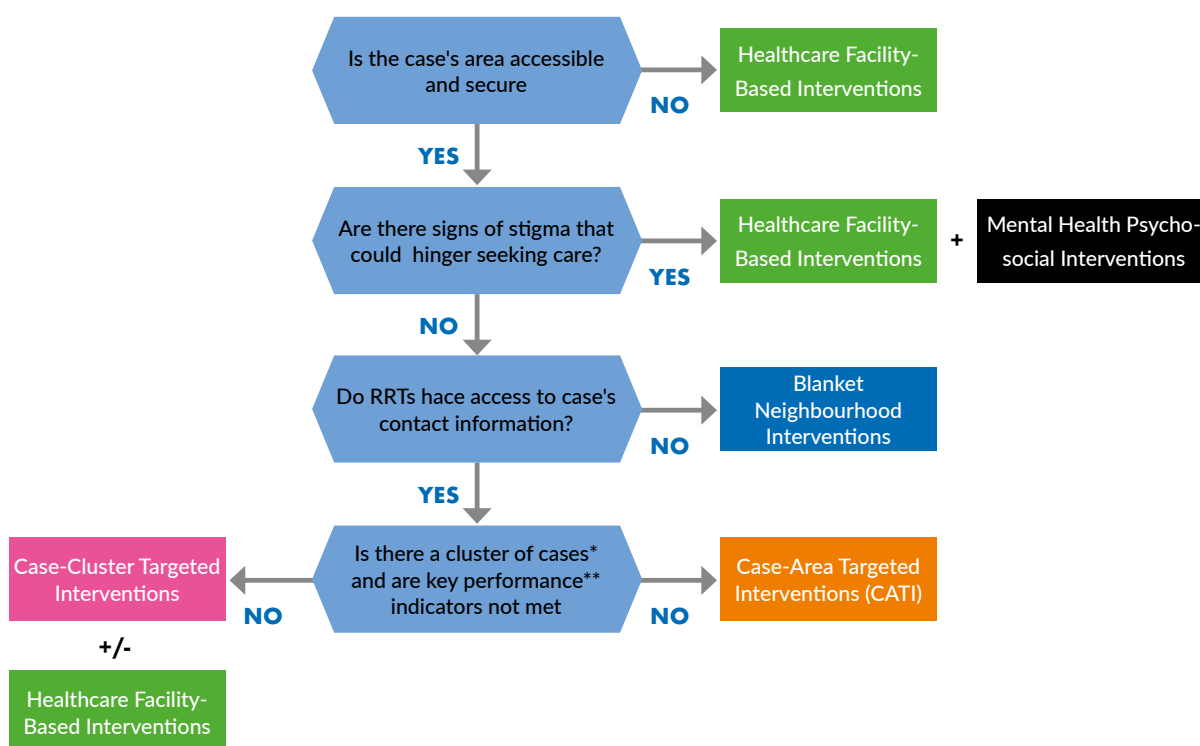 Is the case's area accessible
and secure
NO
Healthcare Facility-
Based Interventions
YES
Are there signs of stigma that
could hinger seeking care?
YES
Healthcare Facility-
Based Interventions
+
Mental Health Psycho-
social Interventions
NO
Do RRTs hace access to case's
contact information?
NO
Blanket
Neighbourhood
Interventions
YES
Case-Cluster Targeted
Interventions
NO
Is there a cluster of cases*
and are key performance**
indicators not met
NO
Case-Area Targeted
Interventions (CATI)
+/-
Healthcare Facility-
Based Interventions